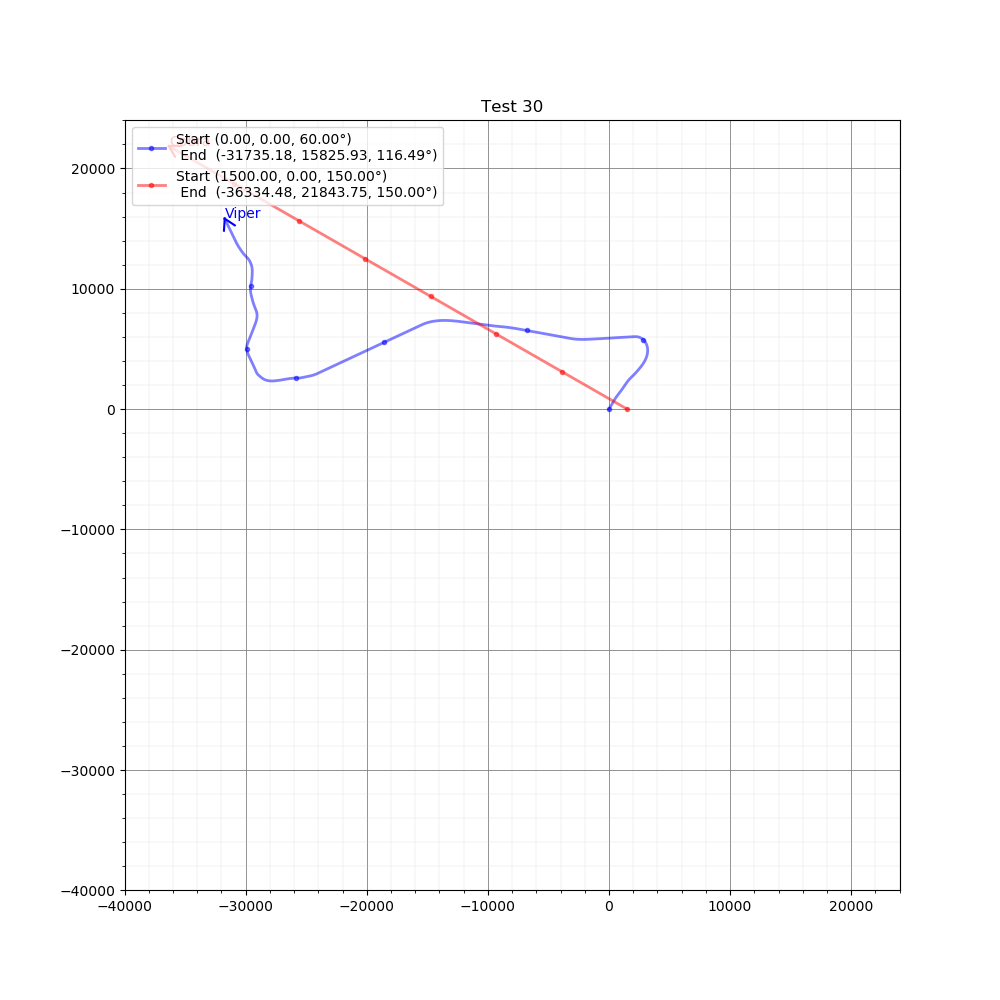 Test 30
Start (0.00, 0.00, 60.00°)
End (-31735.18, 15825.93, 116.49°)
Start (1500.00, 0.00, 150.00°)
End (-36334.48, 21843.75, 150.00°)
Viper
20000
10000
0
−10000
−20000
−30000
−40000
−40000 −30000 −20000 −10000 0 10000 20000